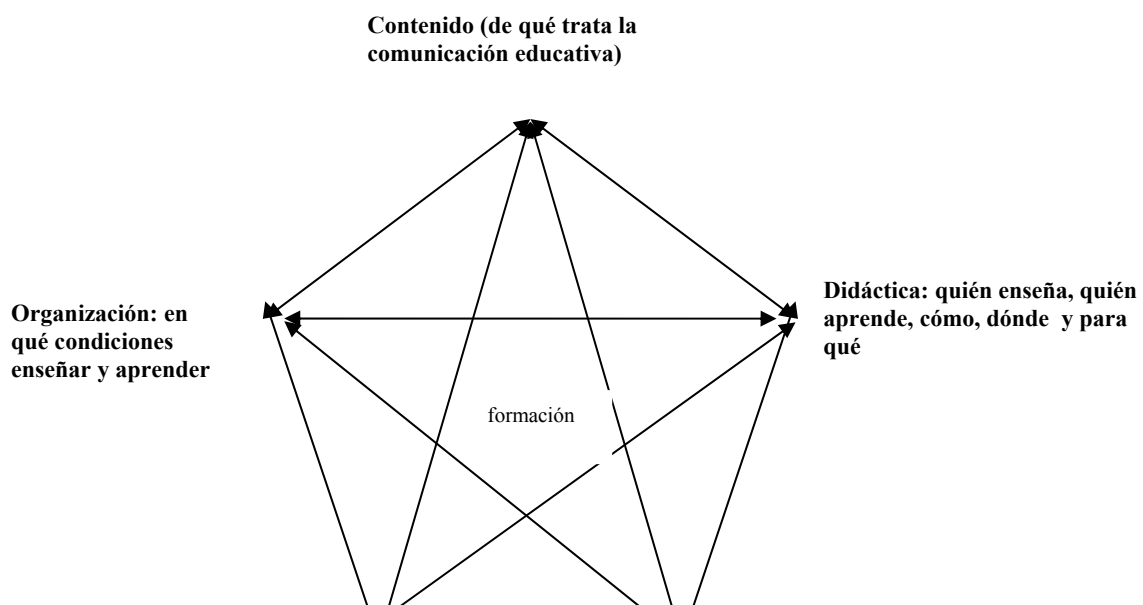 Contenido (de qué trata la
comunicación educativa)
Organización: en
qué condiciones
enseñar y aprender
Didáctica: quién enseña, quién
aprende, cómo, dónde  y para
qué
formación